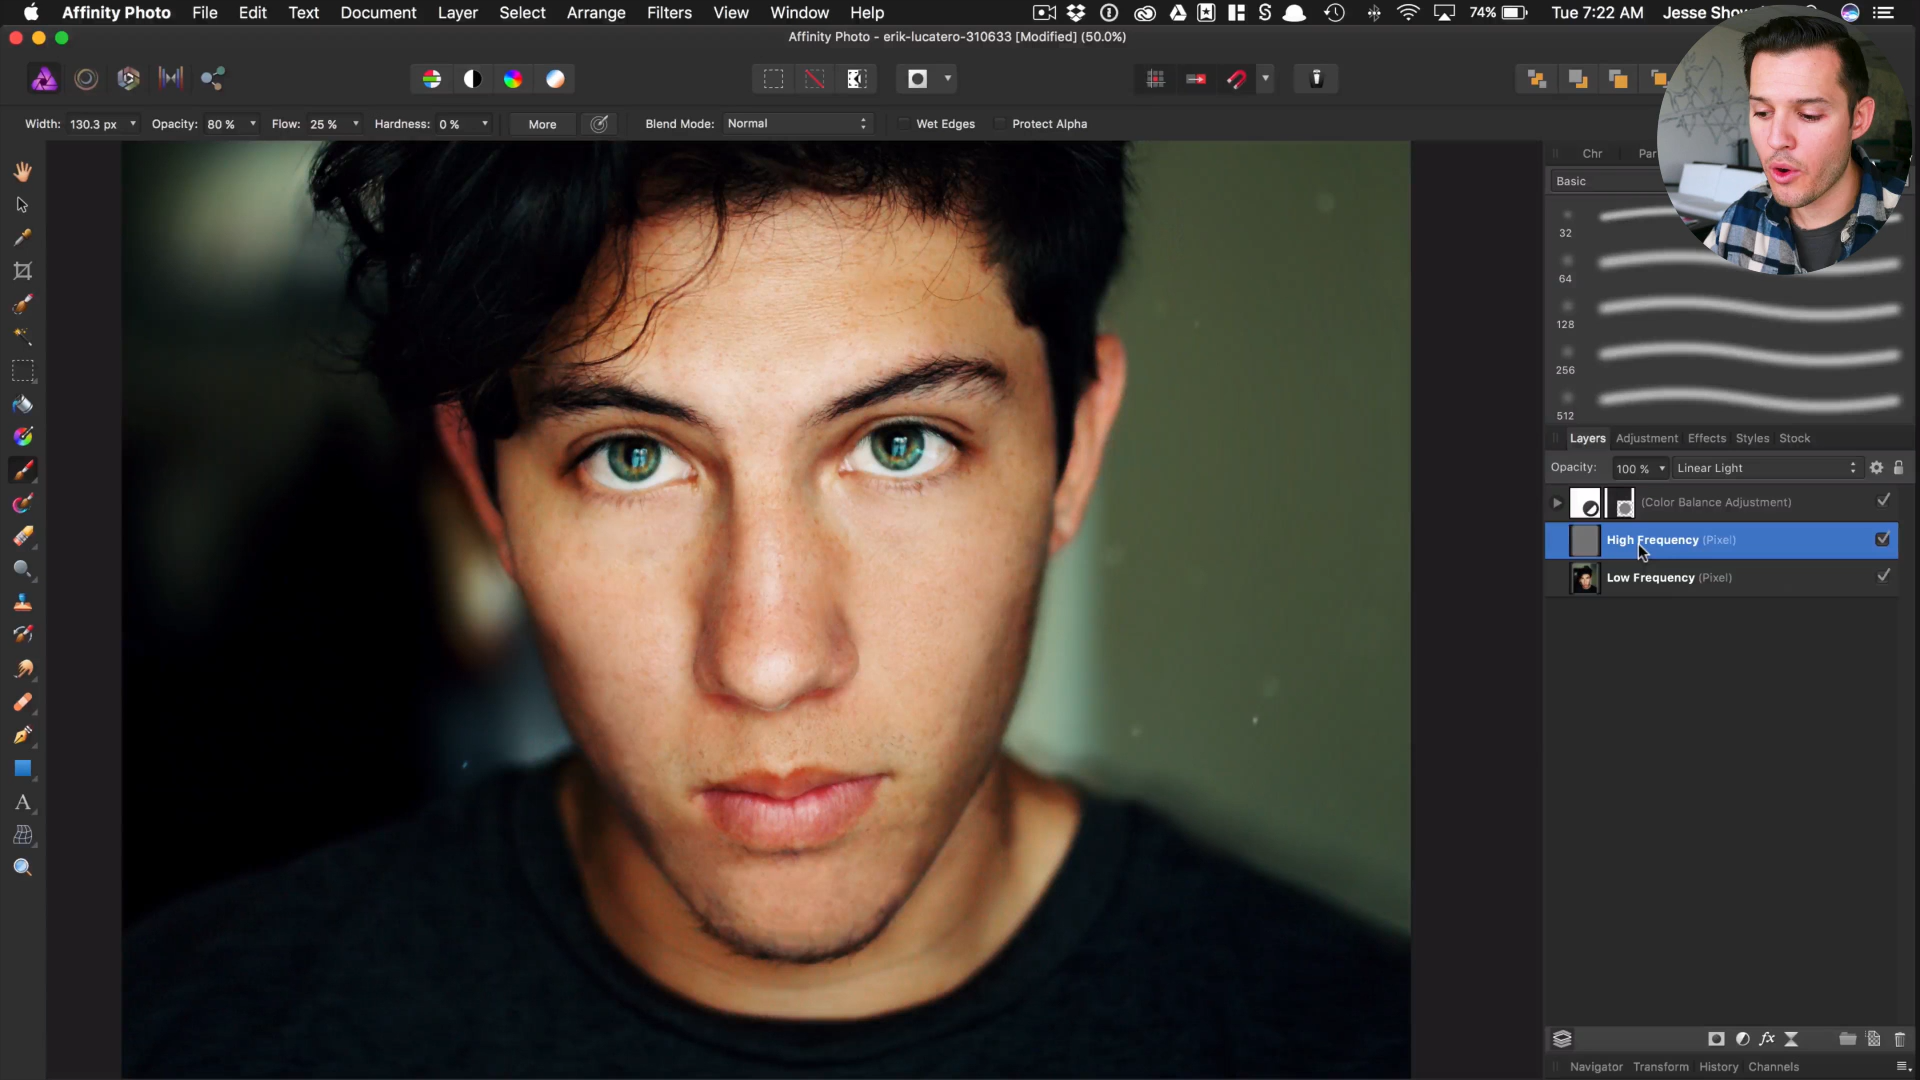 Affinity Photo File Edit Text Document Layer Select Arrange Filters View Window Help 74% Tue 7:22 AM Jesse Show
Affinity Photo - erik-lucatero-310633 [Modified] (50.0%)
Width: 130.3 px Opacity: 80 % Flow: 25 % Hardness: 0 % More Blend Mode: Normal Wet Edges Protect Alpha
Chr Par
Basic
32
64
128
256
512
Layers Adjustment Effects Styles Stock
Opacity: 100 % Linear Light
(Color Balance Adjustment)
High Frequency (Pixel)
Low Frequency (Pixel)
fx
Navigator Transform History Channels